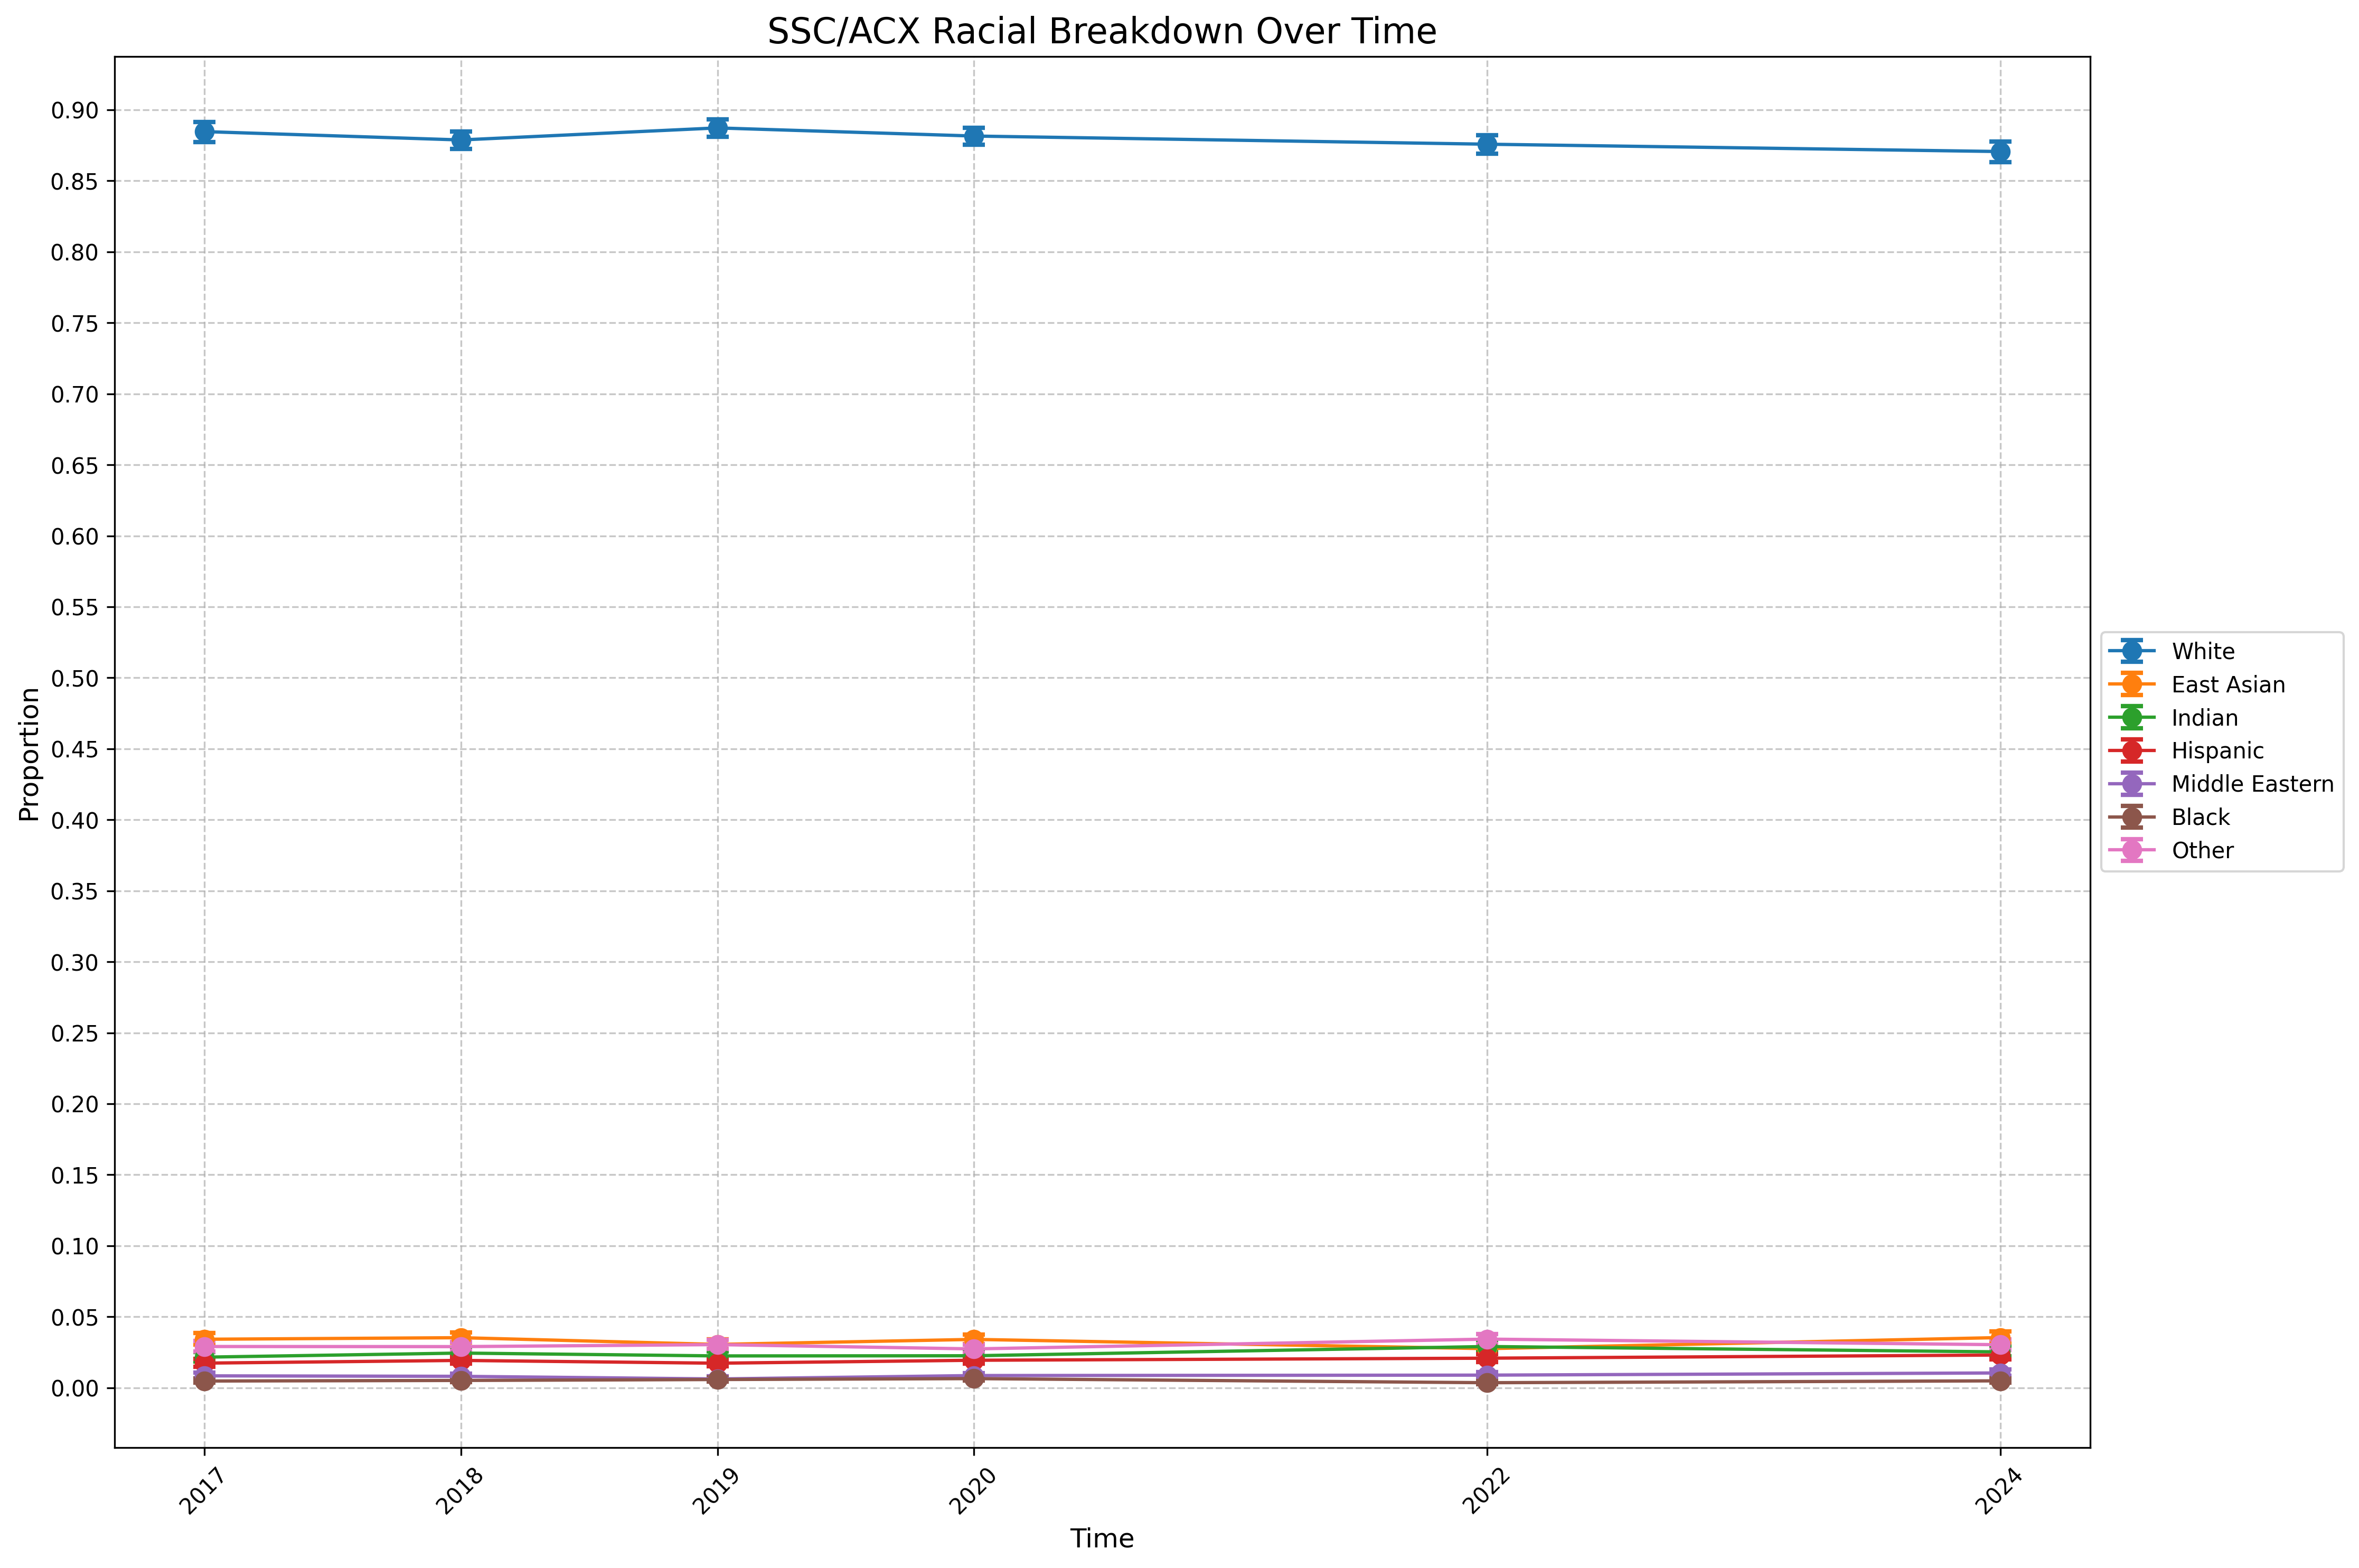 SSC/ACX Racial Breakdown Over Time
Proportion
0.90
0.85
0.80
0.75
0.70
0.65
0.60
0.55
0.50
0.45
0.40
0.35
0.30
0.25
0.20
0.15
0.10
0.05
0.00
2017
2018
2019
2020
2022
2024
Time
White
East Asian
Indian
Hispanic
Middle Eastern
Black
Other